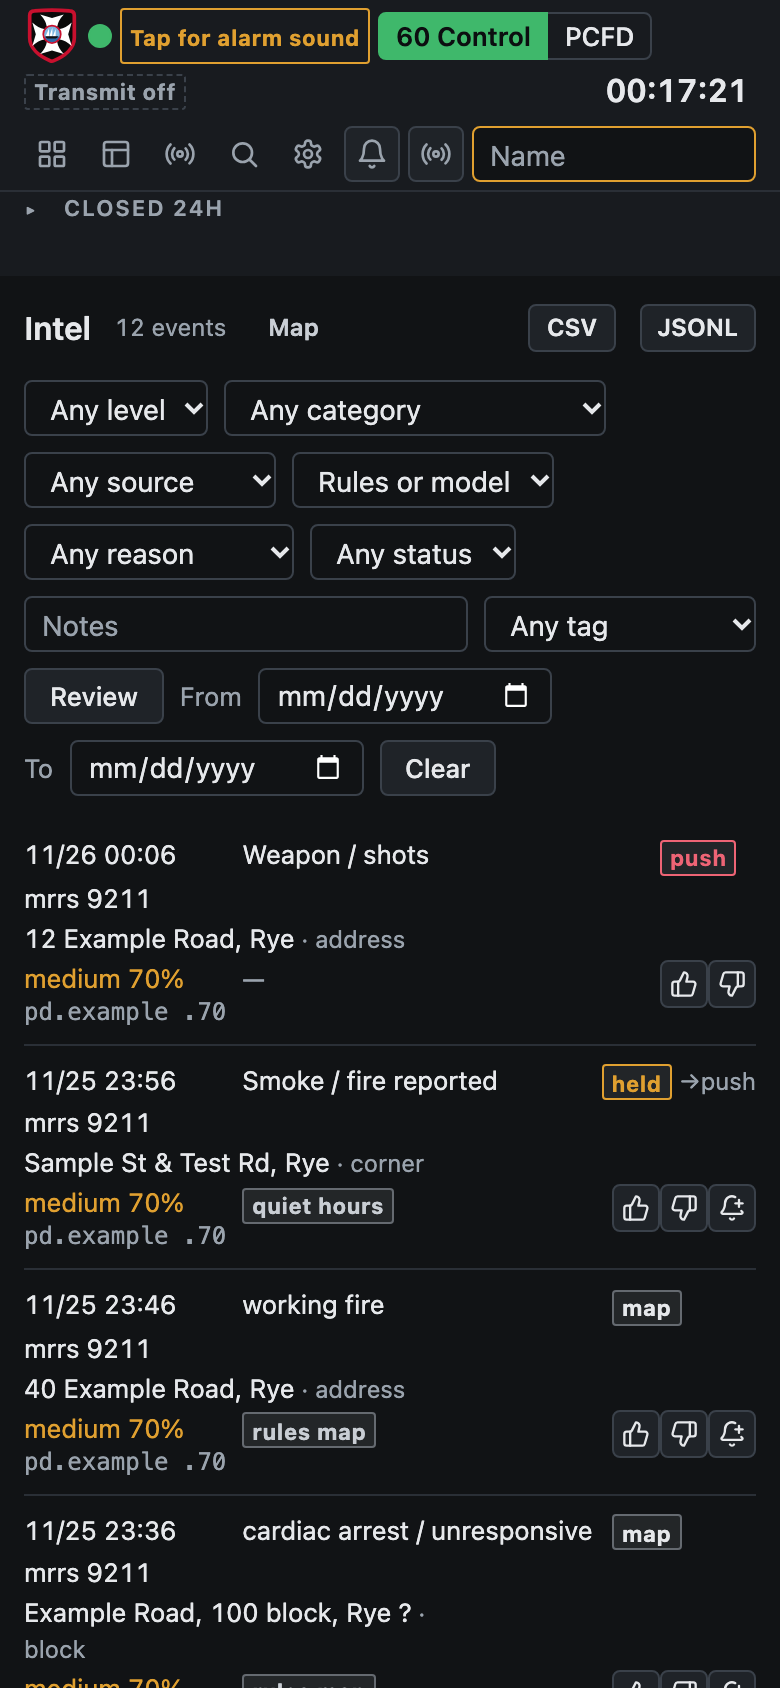 Tap for alarm sound 60 Control PCFD
Transmit off 00:17:21
Name
▸ CLOSED 24H
Intel 12 events Map CSV JSONL
Any level Any category
Any source Rules or model
Any reason Any status
Notes Any tag
Review From mm/dd/yyyy
To mm/dd/yyyy Clear
11/26 00:06 Weapon / shots push
mrrs 9211
12 Example Road, Rye · address
medium 70% —
pd.example .70
11/25 23:56 Smoke / fire reported held →push
mrrs 9211
Sample St & Test Rd, Rye · corner
medium 70% quiet hours
pd.example .70
11/25 23:46 working fire map
mrrs 9211
40 Example Road, Rye · address
medium 70% rules map
pd.example .70
11/25 23:36 cardiac arrest / unresponsive map
mrrs 9211
Example Road, 100 block, Rye ? ·
block
medium 70% rules map